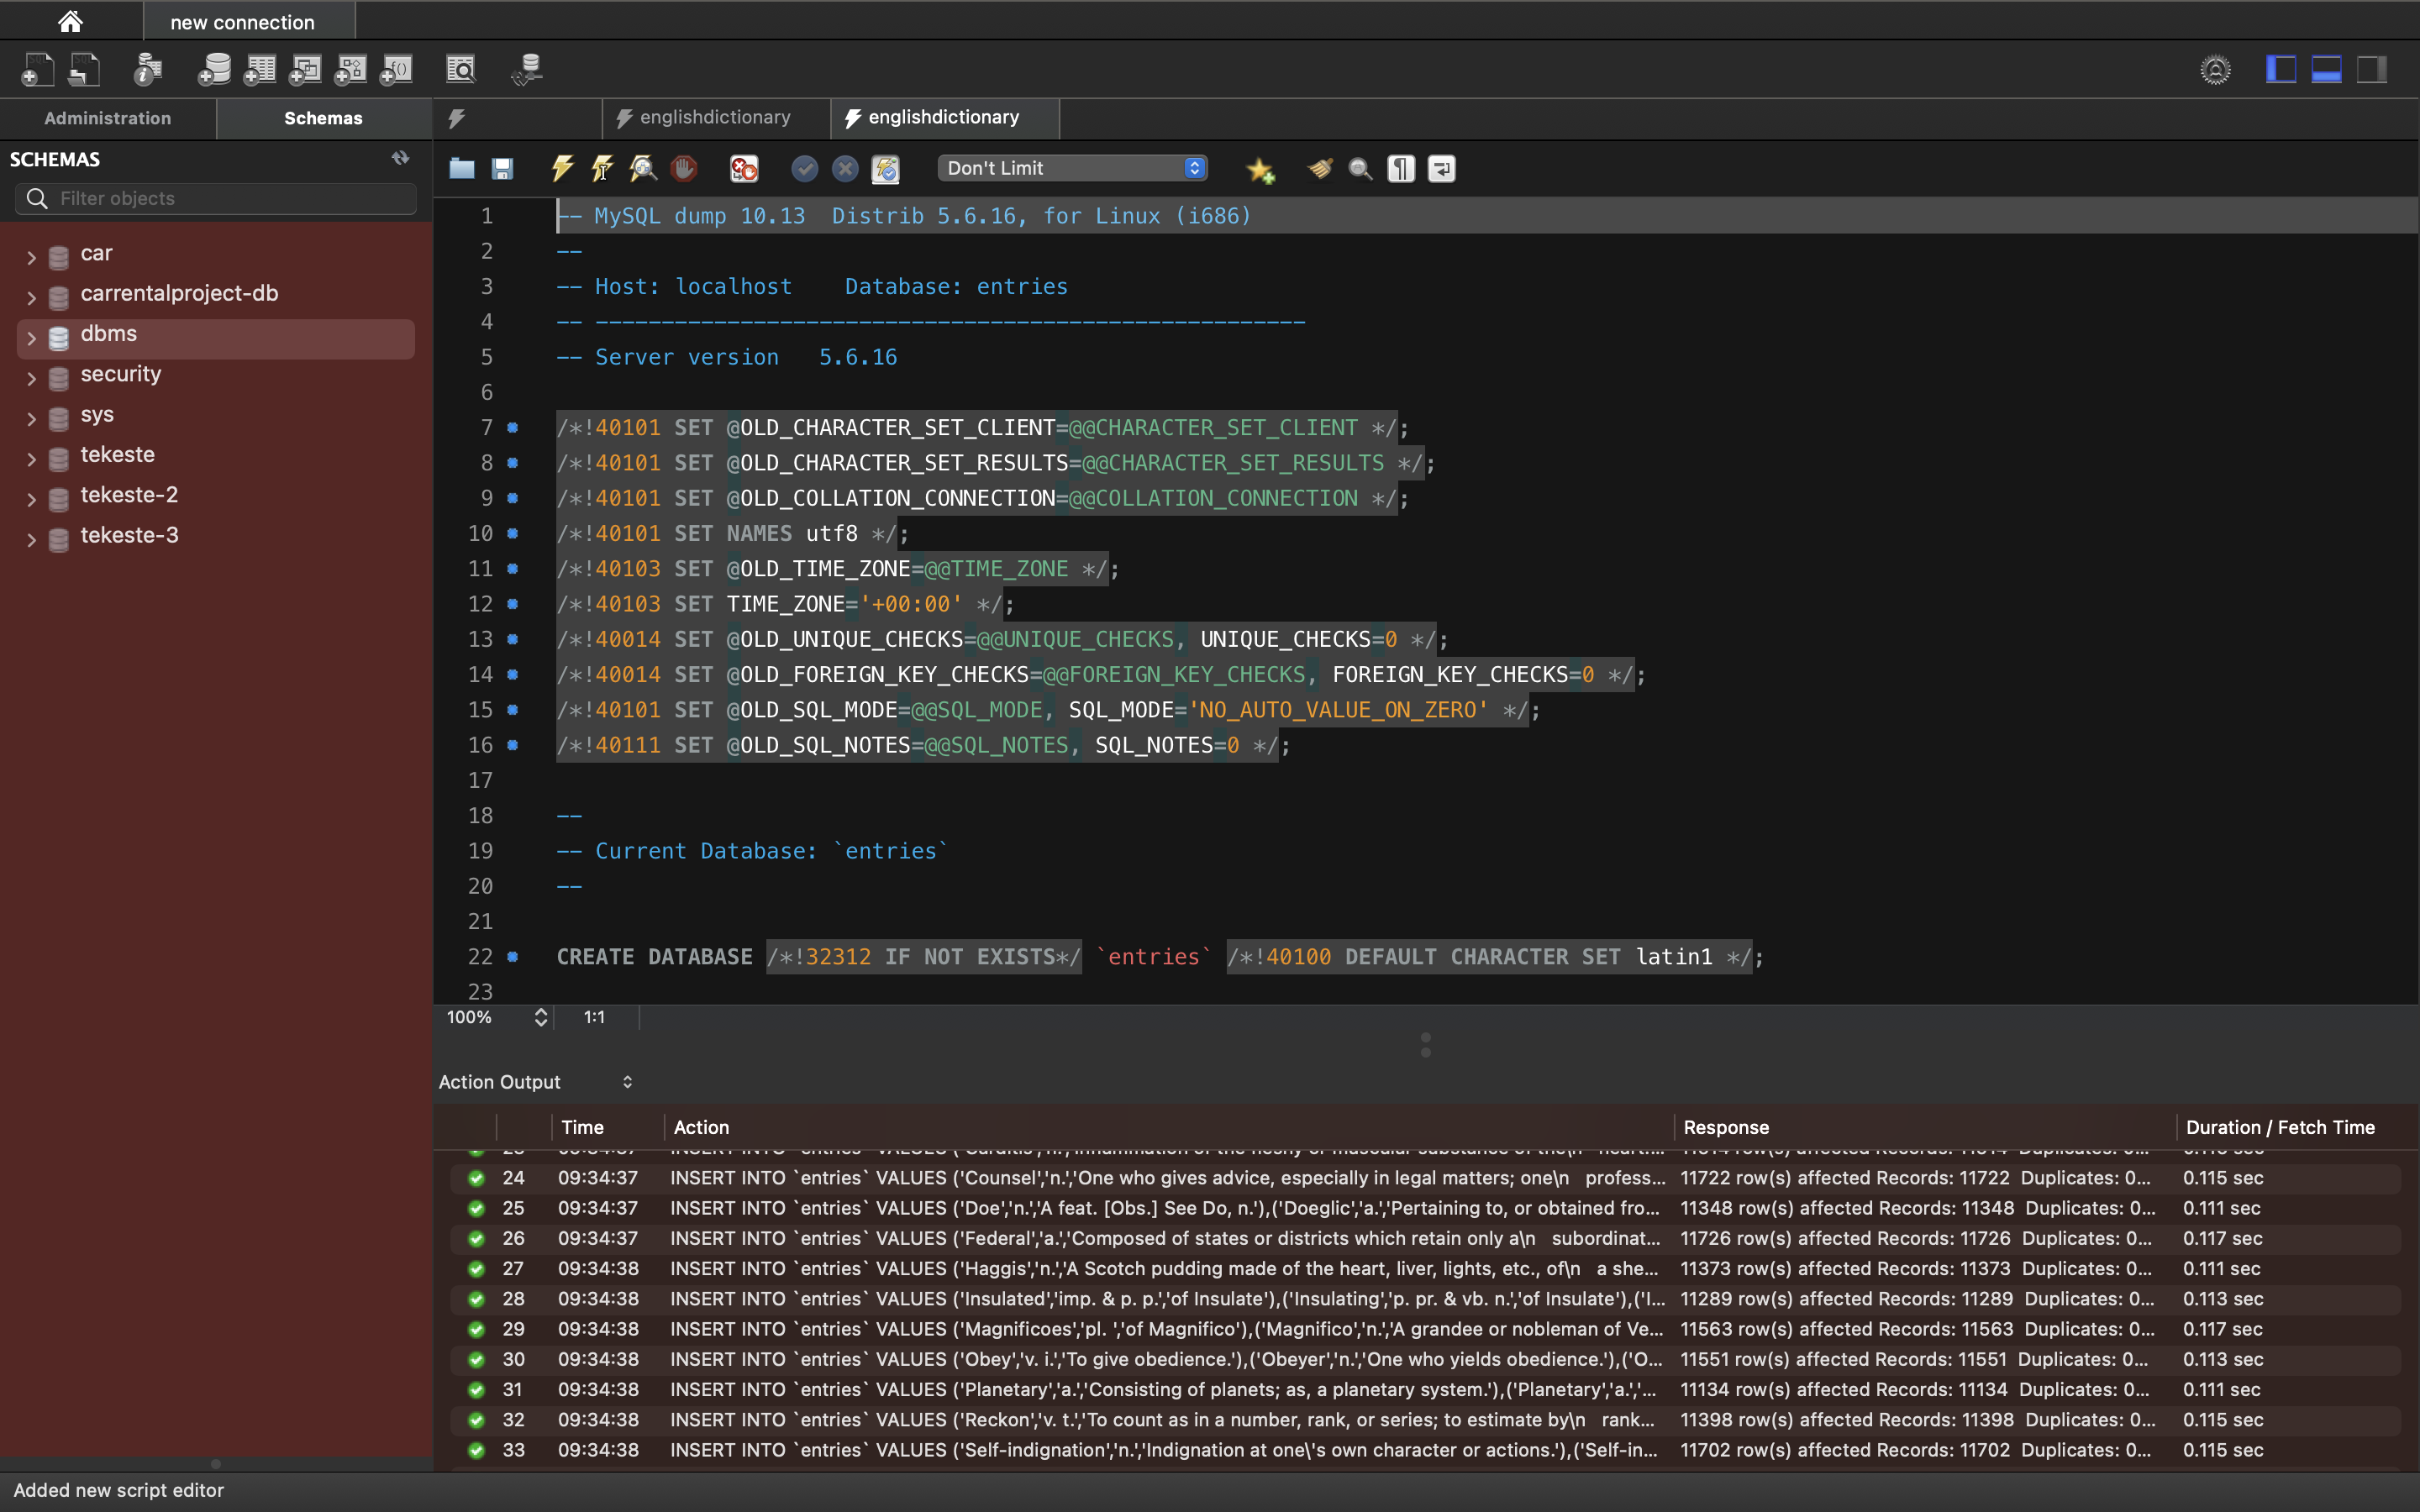 new connection
Administration
Schemas
englishdictionary
englishdictionary
SCHEMAS
Filter objects
car
carrentalproject-db
dbms
security
sys
tekeste
tekeste-2
tekeste-3
Don't Limit
1 -- MySQL dump 10.13  Distrib 5.6.16, for Linux (i686)
2 --
3 -- Host: localhost    Database: entries
4 -- ------------------------------------------------------
5 -- Server version   5.6.16
6
7 /*!40101 SET @OLD_CHARACTER_SET_CLIENT=@@CHARACTER_SET_CLIENT */;
8 /*!40101 SET @OLD_CHARACTER_SET_RESULTS=@@CHARACTER_SET_RESULTS */;
9 /*!40101 SET @OLD_COLLATION_CONNECTION=@@COLLATION_CONNECTION */;
10 /*!40101 SET NAMES utf8 */;
11 /*!40103 SET @OLD_TIME_ZONE=@@TIME_ZONE */;
12 /*!40103 SET TIME_ZONE='+00:00' */;
13 /*!40014 SET @OLD_UNIQUE_CHECKS=@@UNIQUE_CHECKS, UNIQUE_CHECKS=0 */;
14 /*!40014 SET @OLD_FOREIGN_KEY_CHECKS=@@FOREIGN_KEY_CHECKS, FOREIGN_KEY_CHECKS=0 */;
15 /*!40101 SET @OLD_SQL_MODE=@@SQL_MODE, SQL_MODE='NO_AUTO_VALUE_ON_ZERO' */;
16 /*!40111 SET @OLD_SQL_NOTES=@@SQL_NOTES, SQL_NOTES=0 */;
17
18 --
19 -- Current Database: `entries`
20 --
21
22 CREATE DATABASE /*!32312 IF NOT EXISTS*/ `entries` /*!40100 DEFAULT CHARACTER SET latin1 */;
23
100% 1:1
Action Output
Time Action Response Duration / Fetch Time
24 09:34:37 INSERT INTO `entries` VALUES ('Counsel','n.','One who gives advice, especially in legal matters; one\n   profess... 11722 row(s) affected Records: 11722  Duplicates: 0... 0.115 sec
25 09:34:37 INSERT INTO `entries` VALUES ('Doe','n.','A feat. [Obs.] See Do, n.'),('Doeglic','a.','Pertaining to, or obtained fro... 11348 row(s) affected Records: 11348  Duplicates: 0... 0.111 sec
26 09:34:37 INSERT INTO `entries` VALUES ('Federal','a.','Composed of states or districts which retain only a\n   subordinat... 11726 row(s) affected Records: 11726  Duplicates: 0... 0.117 sec
27 09:34:38 INSERT INTO `entries` VALUES ('Haggis','n.','A Scotch pudding made of the heart, liver, lights, etc., of\n   a she... 11373 row(s) affected Records: 11373  Duplicates: 0... 0.111 sec
28 09:34:38 INSERT INTO `entries` VALUES ('Insulated','imp. & p. p.','of Insulate'),('Insulating','p. pr. & vb. n.','of Insulate'),('I... 11289 row(s) affected Records: 11289  Duplicates: 0... 0.113 sec
29 09:34:38 INSERT INTO `entries` VALUES ('Magnificoes','pl. ','of Magnifico'),('Magnifico','n.','A grandee or nobleman of Ve... 11563 row(s) affected Records: 11563  Duplicates: 0... 0.117 sec
30 09:34:38 INSERT INTO `entries` VALUES ('Obey','v. i.','To give obedience.'),('Obeyer','n.','One who yields obedience.'),('O... 11551 row(s) affected Records: 11551  Duplicates: 0... 0.113 sec
31 09:34:38 INSERT INTO `entries` VALUES ('Planetary','a.','Consisting of planets; as, a planetary system.'),('Planetary','a.','... 11134 row(s) affected Records: 11134  Duplicates: 0... 0.111 sec
32 09:34:38 INSERT INTO `entries` VALUES ('Reckon','v. t.','To count as in a number, rank, or series; to estimate by\n   rank... 11398 row(s) affected Records: 11398  Duplicates: 0... 0.115 sec
33 09:34:38 INSERT INTO `entries` VALUES ('Self-indignation','n.','Indignation at one\'s own character or actions.'),('Self-in... 11702 row(s) affected Records: 11702  Duplicates: 0... 0.115 sec
Added new script editor